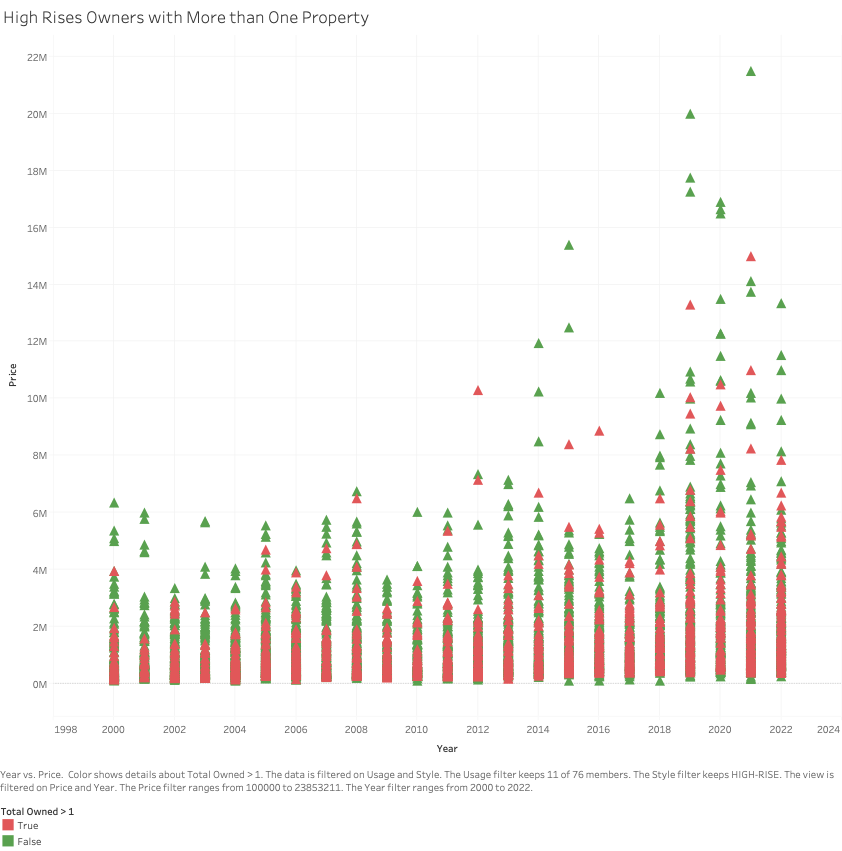 High Rises Owners with More than One Property
22M
20M
18M
16M
14M
12M
10M
8M
6M
4M
2M
0M
Price
1998 2000 2002 2004 2006 2008 2010 2012 2014 2016 2018 2020 2022 2024
Year
Year vs. Price.  Color shows details about Total Owned > 1. The data is filtered on Usage and Style. The Usage filter keeps 11 of 76 members. The Style filter keeps HIGH-RISE. The view is
filtered on Price and Year. The Price filter ranges from 100000 to 23853211. The Year filter ranges from 2000 to 2022.
Total Owned > 1
True
False